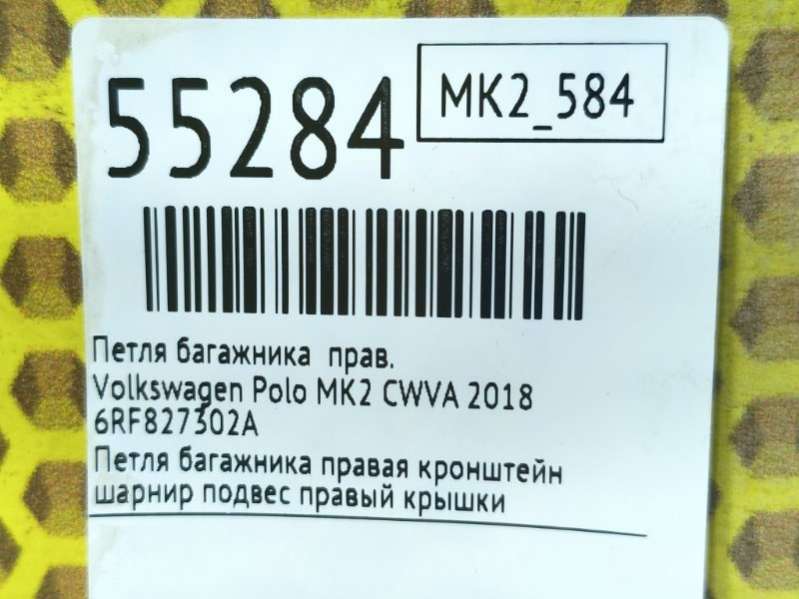 55284
MK2_584
Петля багажника прав.
Volkswagen Polo MK2 CWVA 2018
6RF827302A
Петля багажника правая кронштейн
шарнир подвес правый крышки